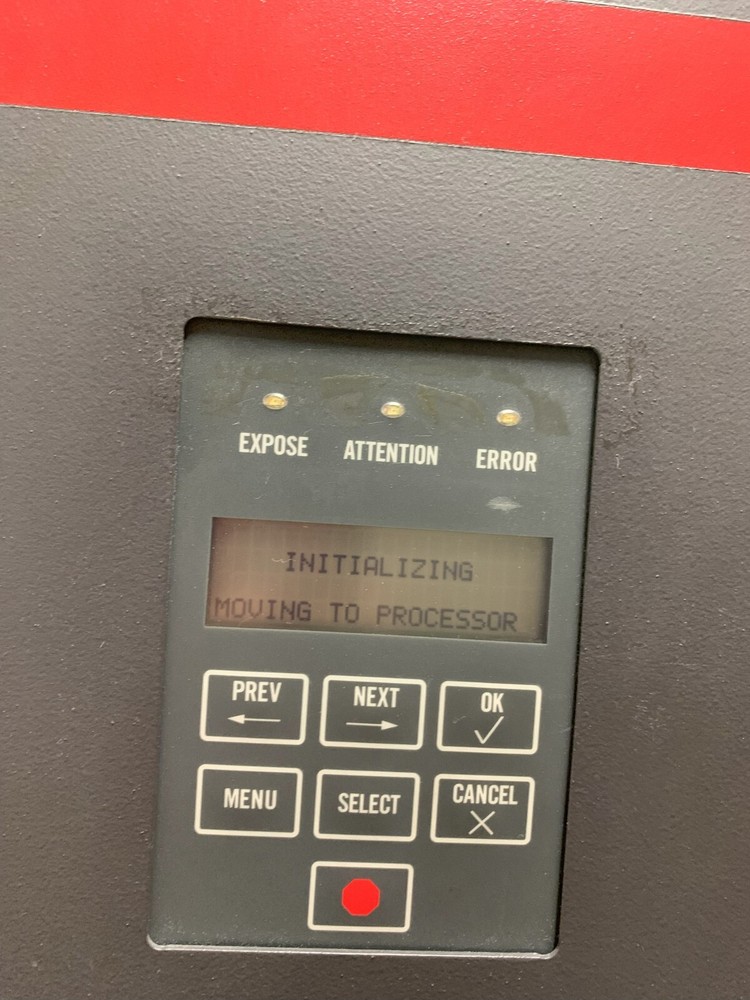 EXPOSE ATTENTION ERROR
INITIALIZING
MOVING TO PROCESSOR
PREV NEXT OK
MENU SELECT CANCEL